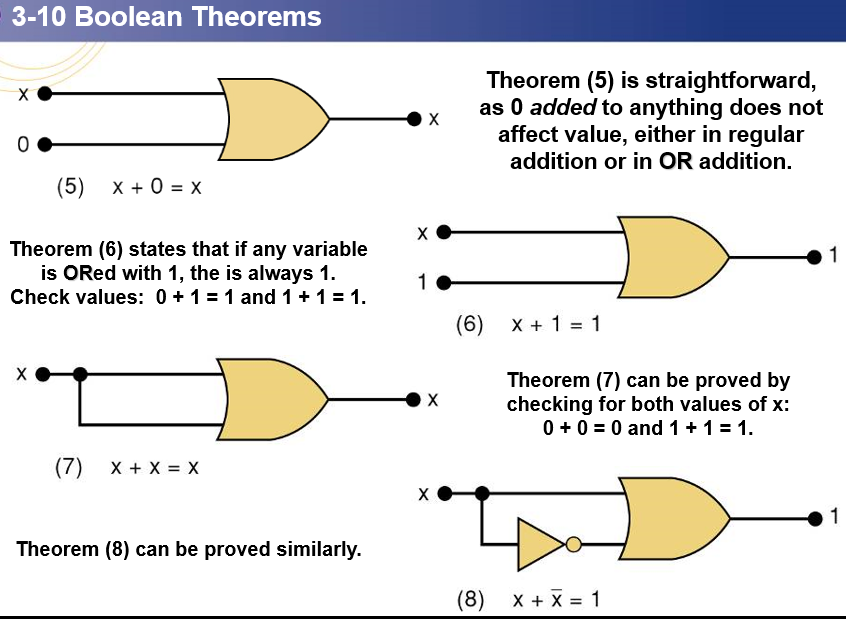 3-10 Boolean Theorems
x
0
x
(5) x + 0 = x
Theorem (5) is straightforward,
as 0 added to anything does not
affect value, either in regular
addition or in OR addition.
Theorem (6) states that if any variable
is ORed with 1, the is always 1.
Check values: 0 + 1 = 1 and 1 + 1 = 1.
x
1
1
(6) x + 1 = 1
x
x
(7) x + x = x
Theorem (7) can be proved by
checking for both values of x:
0 + 0 = 0 and 1 + 1 = 1.
Theorem (8) can be proved similarly.
x
1
(8) x + x̅ = 1